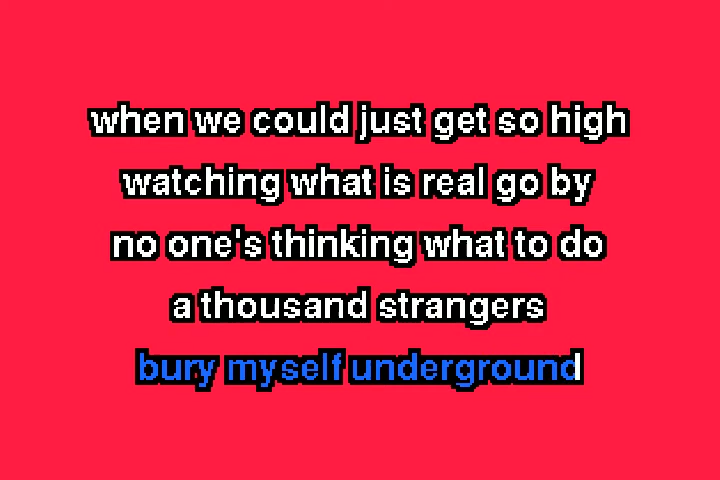 when we could just get so high
watching what is real go by
no one's thinking what to do
a thousand strangers
bury myself underground